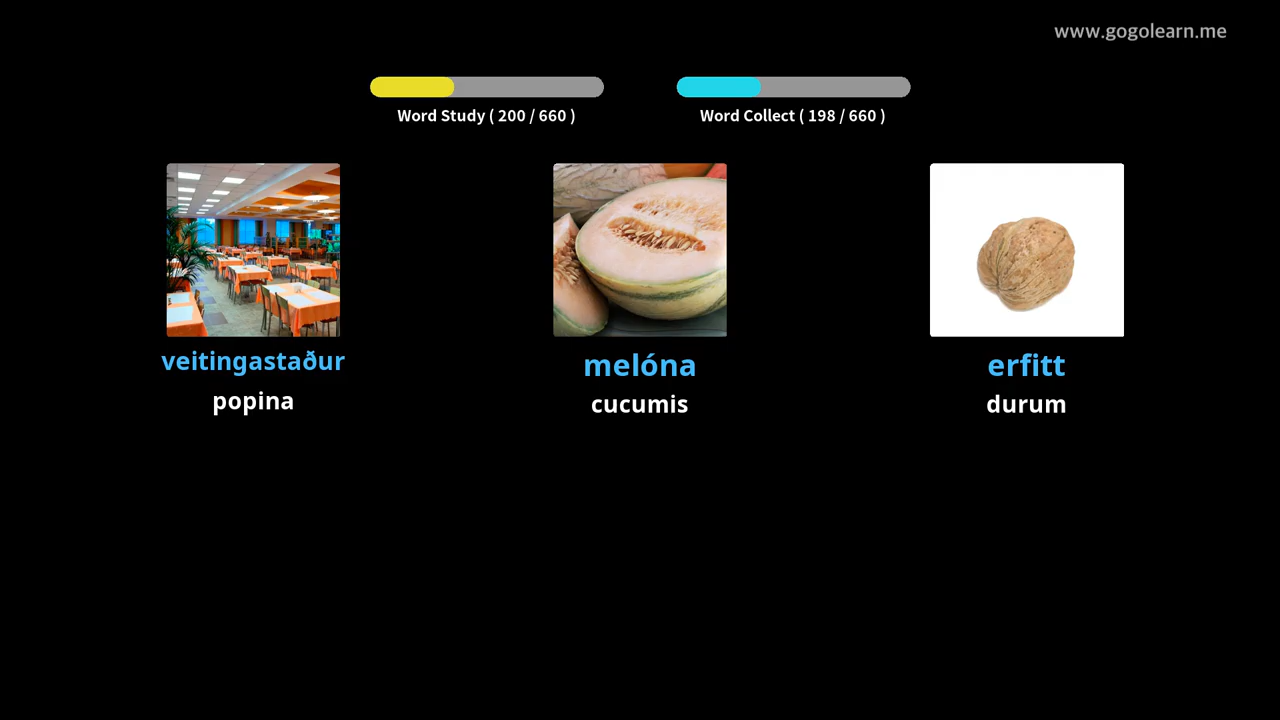 www.gogolearn.me
Word Study ( 200 / 660 )
Word Collect ( 198 / 660 )
veitingastaður
popina
melóna
cucumis
erfitt
durum